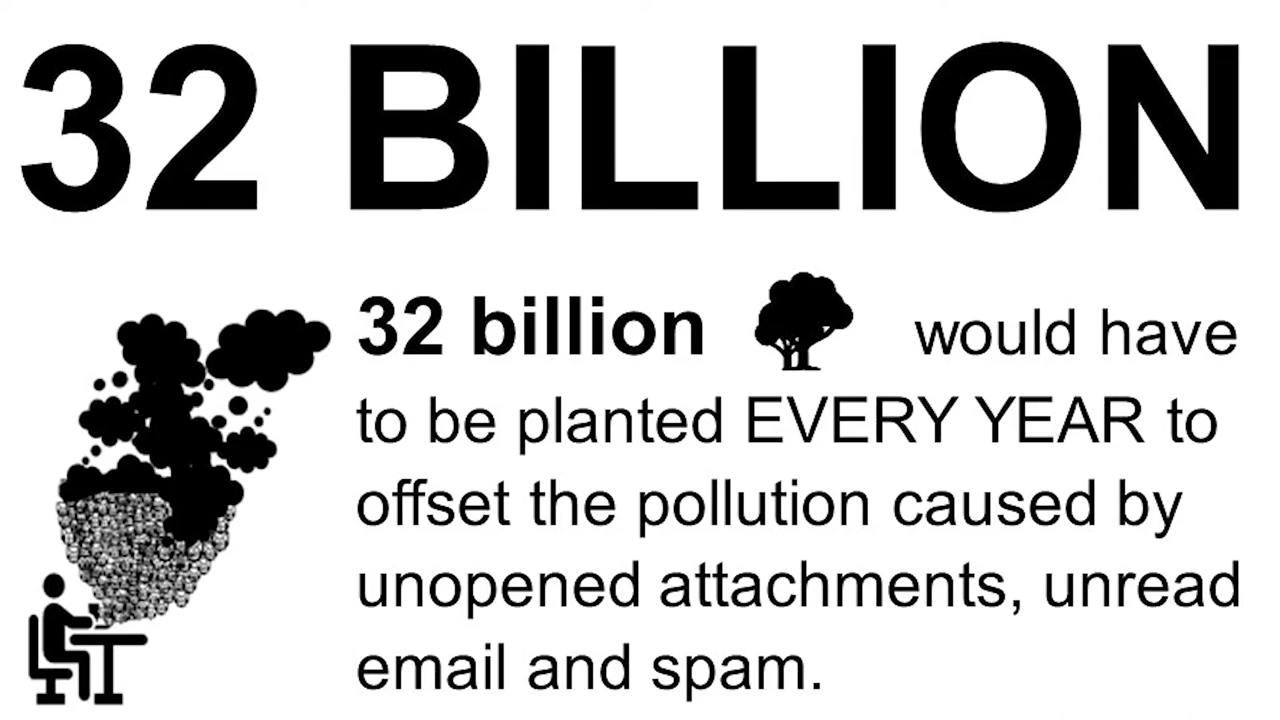 32 BILLION
32 billion would have
to be planted EVERY YEAR to
offset the pollution caused by
unopened attachments, unread
email and spam.